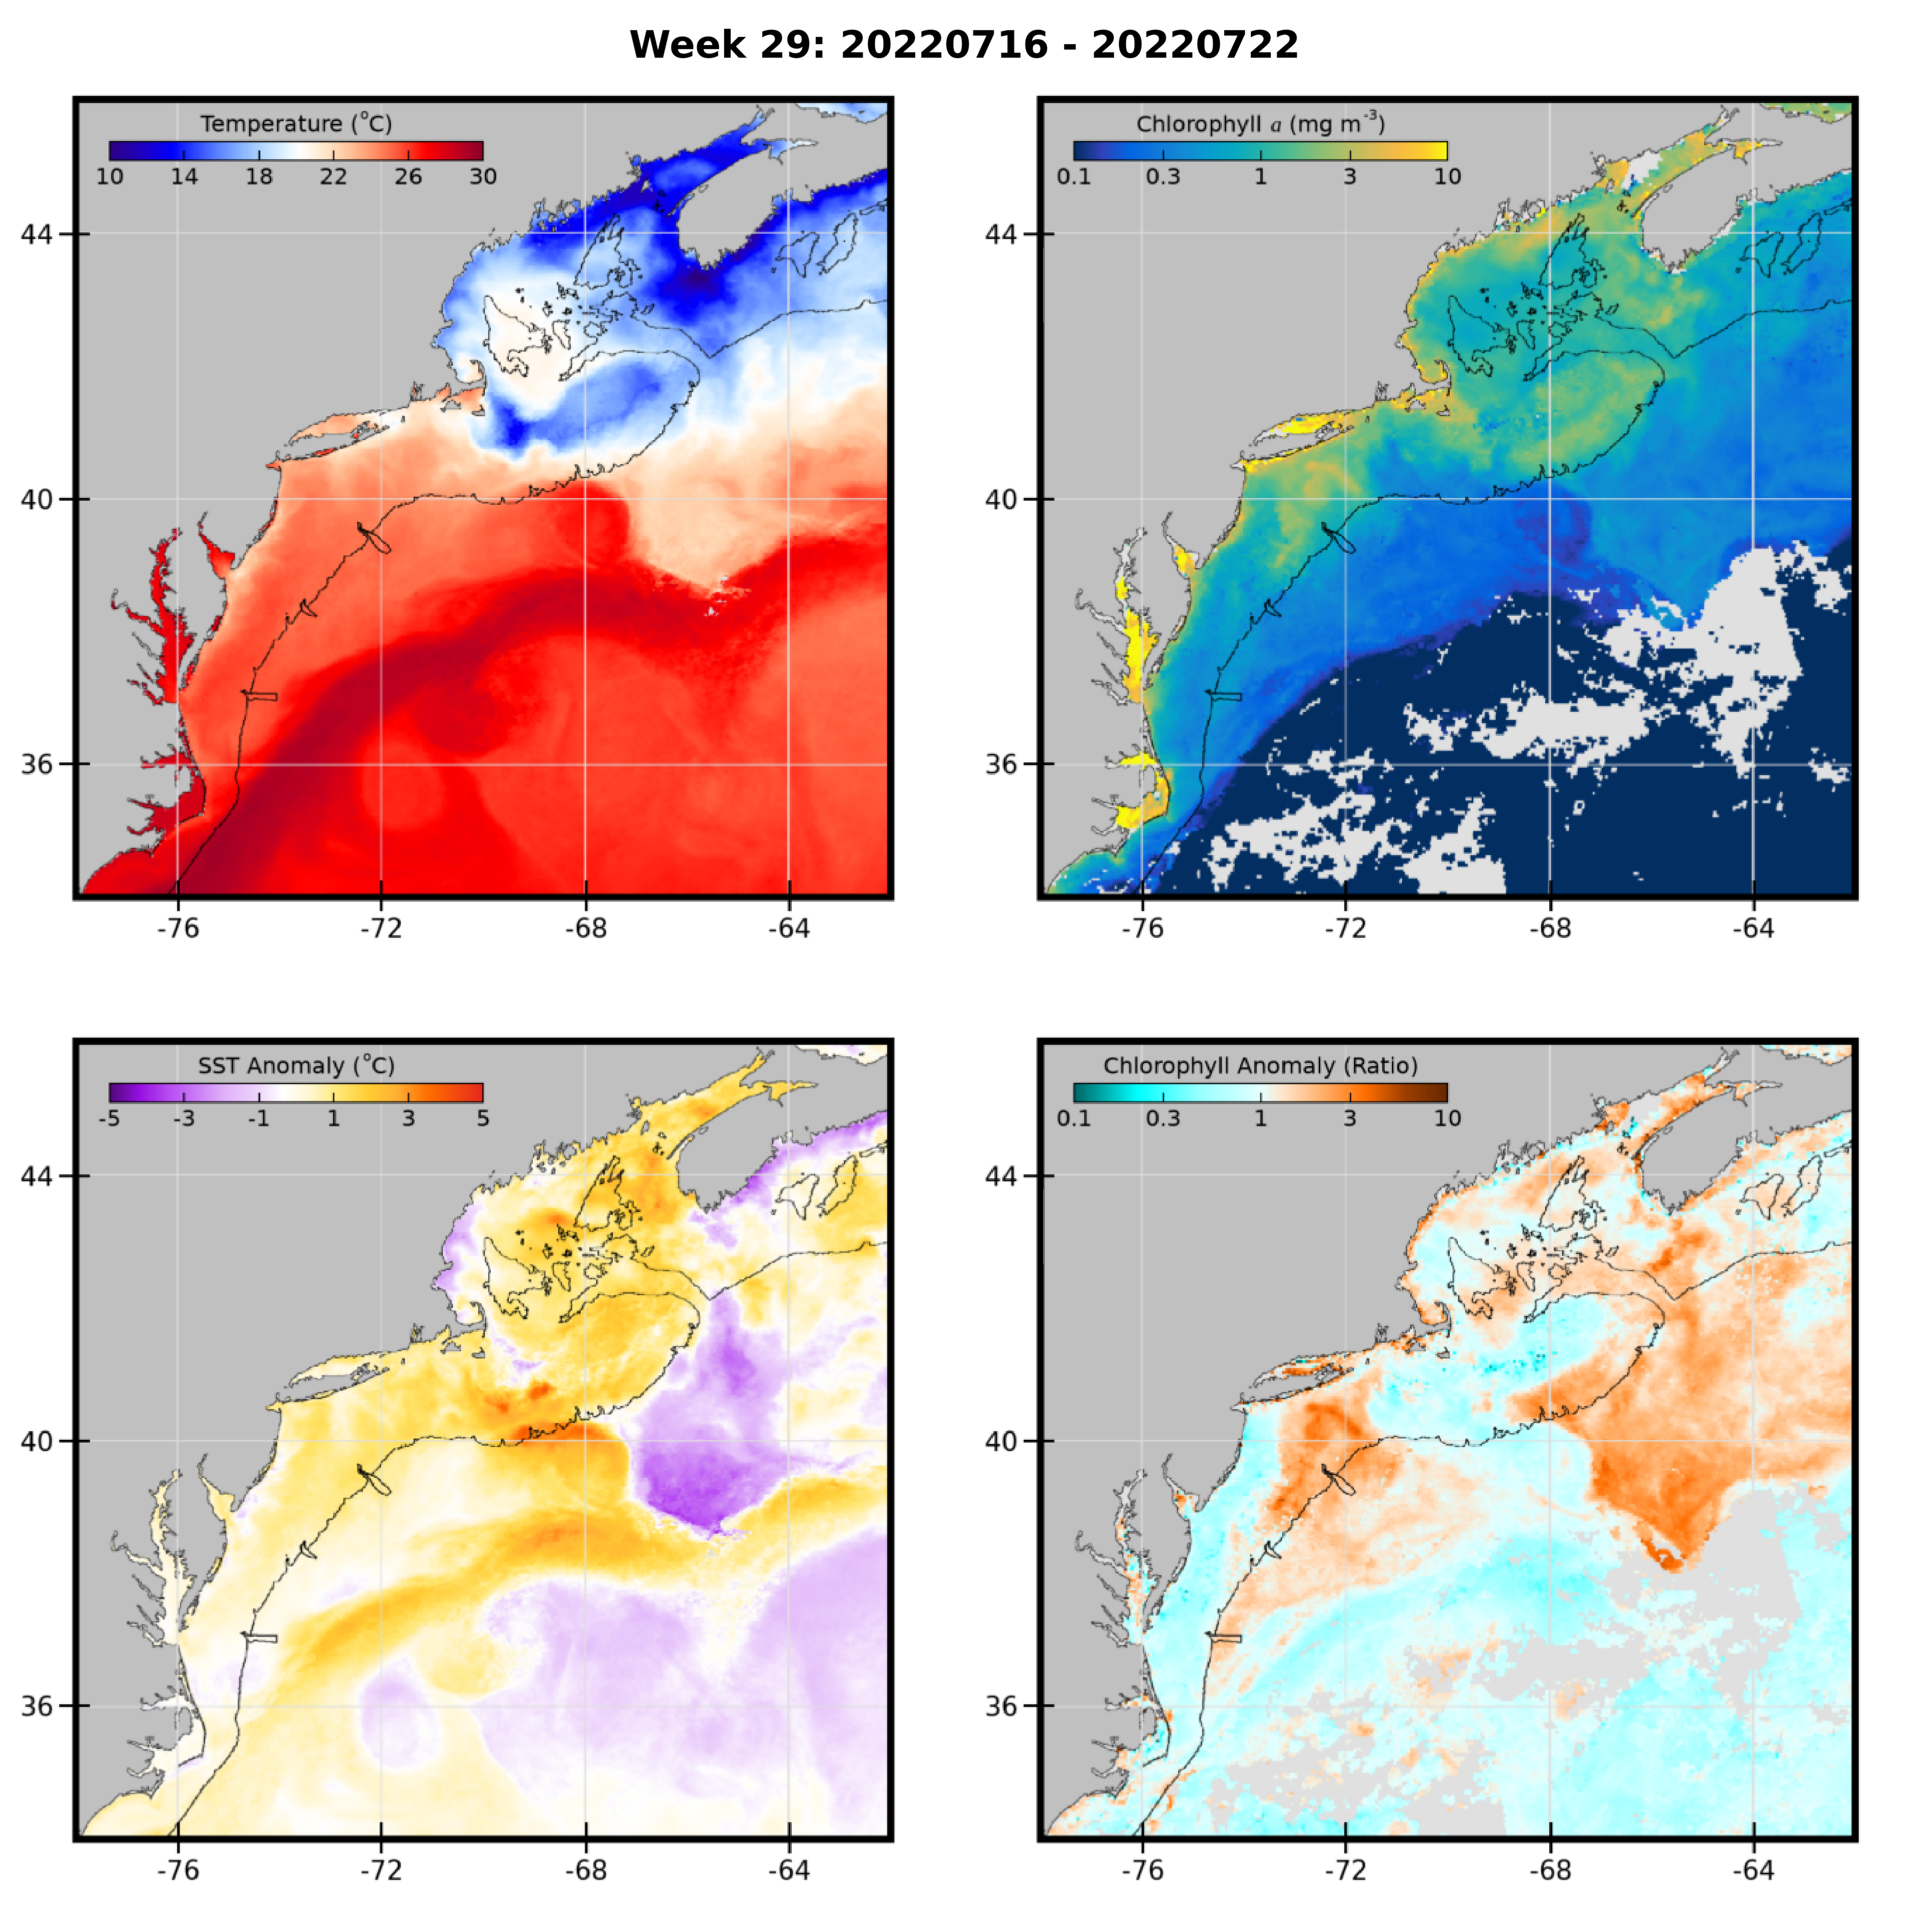 Week 29: 20220716 - 20220722
Temperature (°C)
10 14 18 22 26 30
44
40
36
-76 -72 -68 -64
Chlorophyll a (mg m⁻³)
0.1 0.3 1 3 10
44
40
36
-76 -72 -68 -64
SST Anomaly (°C)
-5 -3 -1 1 3 5
44
40
36
-76 -72 -68 -64
Chlorophyll Anomaly (Ratio)
0.1 0.3 1 3 10
44
40
36
-76 -72 -68 -64